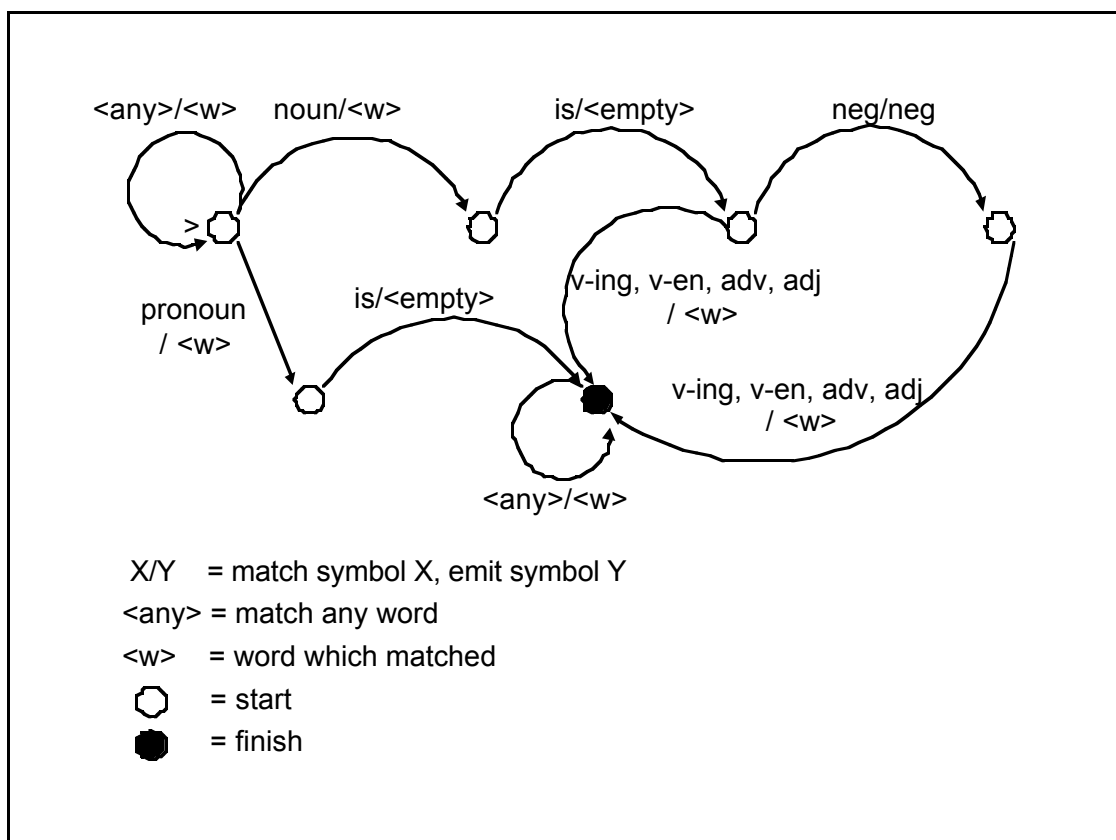 <any>/<w>
noun/<w>
is/<empty>
neg/neg
>
pronoun
/ <w>
is/<empty>
v-ing, v-en, adv, adj
/ <w>
v-ing, v-en, adv, adj
/ <w>
<any>/<w>
X/Y = match symbol X, emit symbol Y
<any> = match any word
<w> = word which matched
= start
= finish